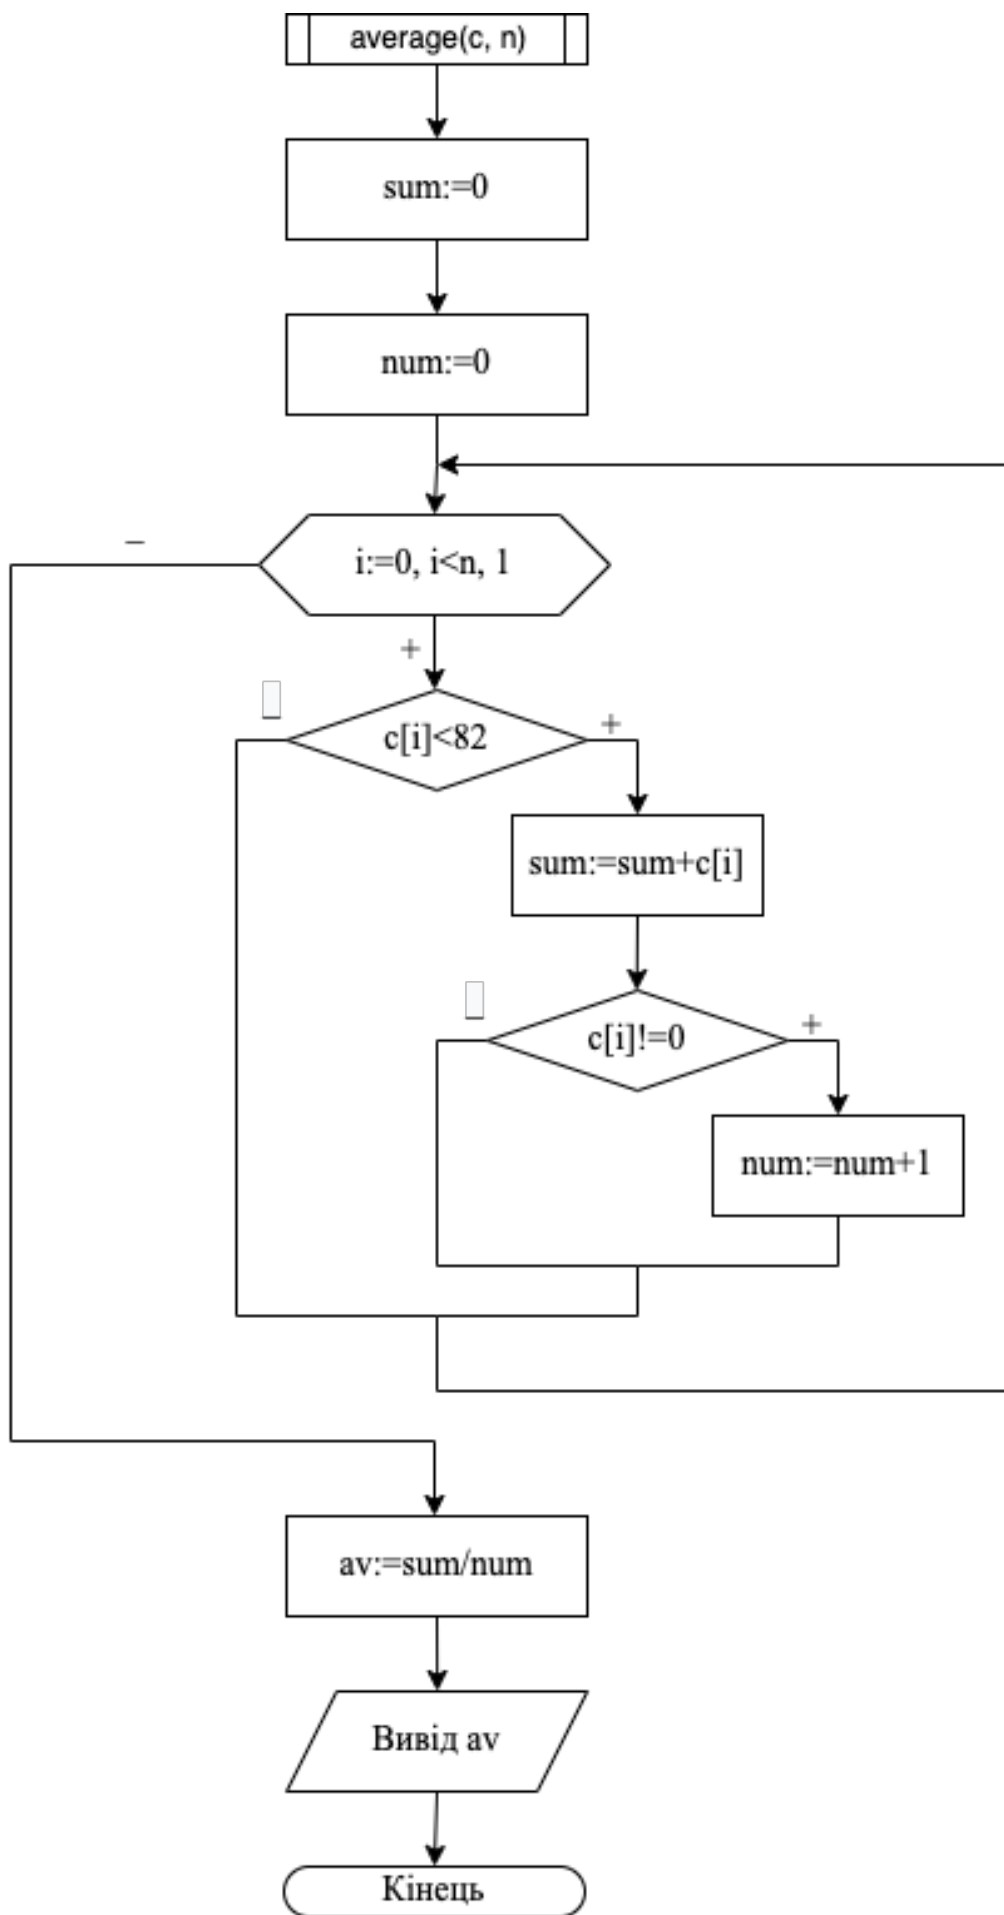 average(c, n)
sum:=0
num:=0
–
i:=0, i<n, 1
+
c[i]<82
+
sum:=sum+c[i]
c[i]!=0
+
num:=num+1
av:=sum/num
Вивід av
Кінець